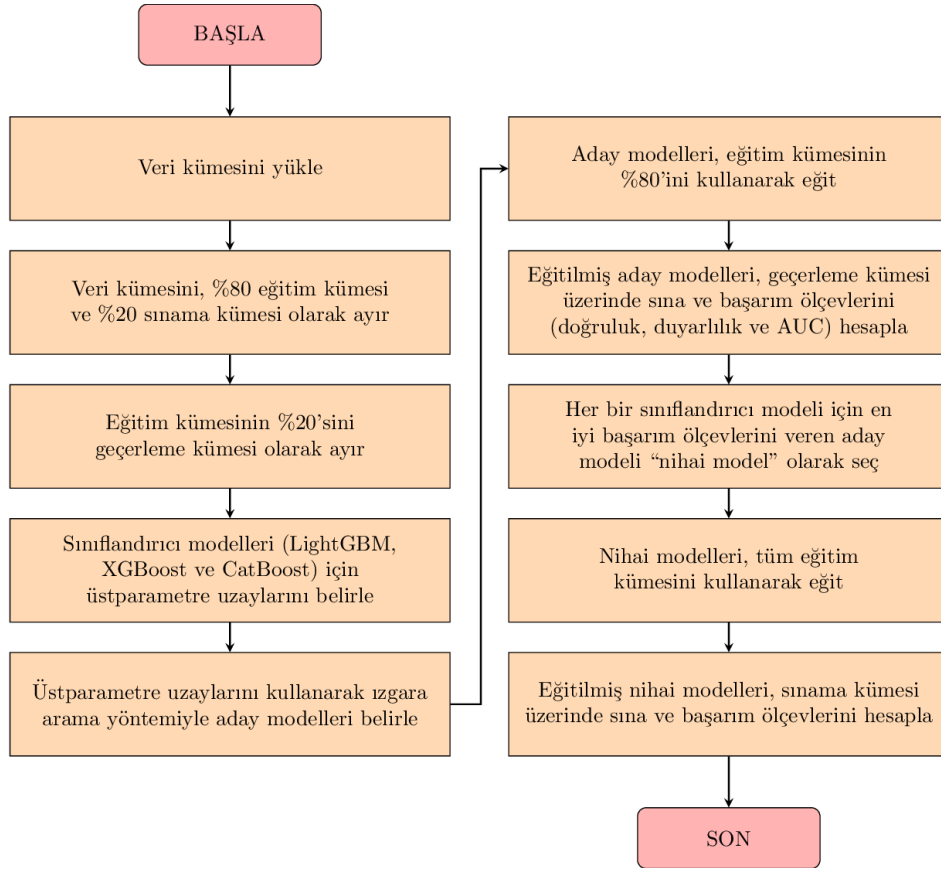 BAŞLA
Veri kümesini yükle
Veri kümesini, %80 eğitim kümesi
ve %20 sınama kümesi olarak ayır
Eğitim kümesinin %20'sini
geçerleme kümesi olarak ayır
Sınıflandırıcı modelleri (LightGBM,
XGBoost ve CatBoost) için
üstparametre uzaylarını belirle
Üstparametre uzaylarını kullanarak ızgara
arama yöntemiyle aday modelleri belirle
Aday modelleri, eğitim kümesinin
%80'ini kullanarak eğit
Eğitilmiş aday modelleri, geçerleme kümesi
üzerinde sına ve başarım ölçevlerini
(doğruluk, duyarlılık ve AUC) hesapla
Her bir sınıflandırıcı modeli için en
iyi başarım ölçevlerini veren aday
modeli “nihai model” olarak seç
Nihai modelleri, tüm eğitim
kümesini kullanarak eğit
Eğitilmiş nihai modelleri, sınama kümesi
üzerinde sına ve başarım ölçevlerini hesapla
SON